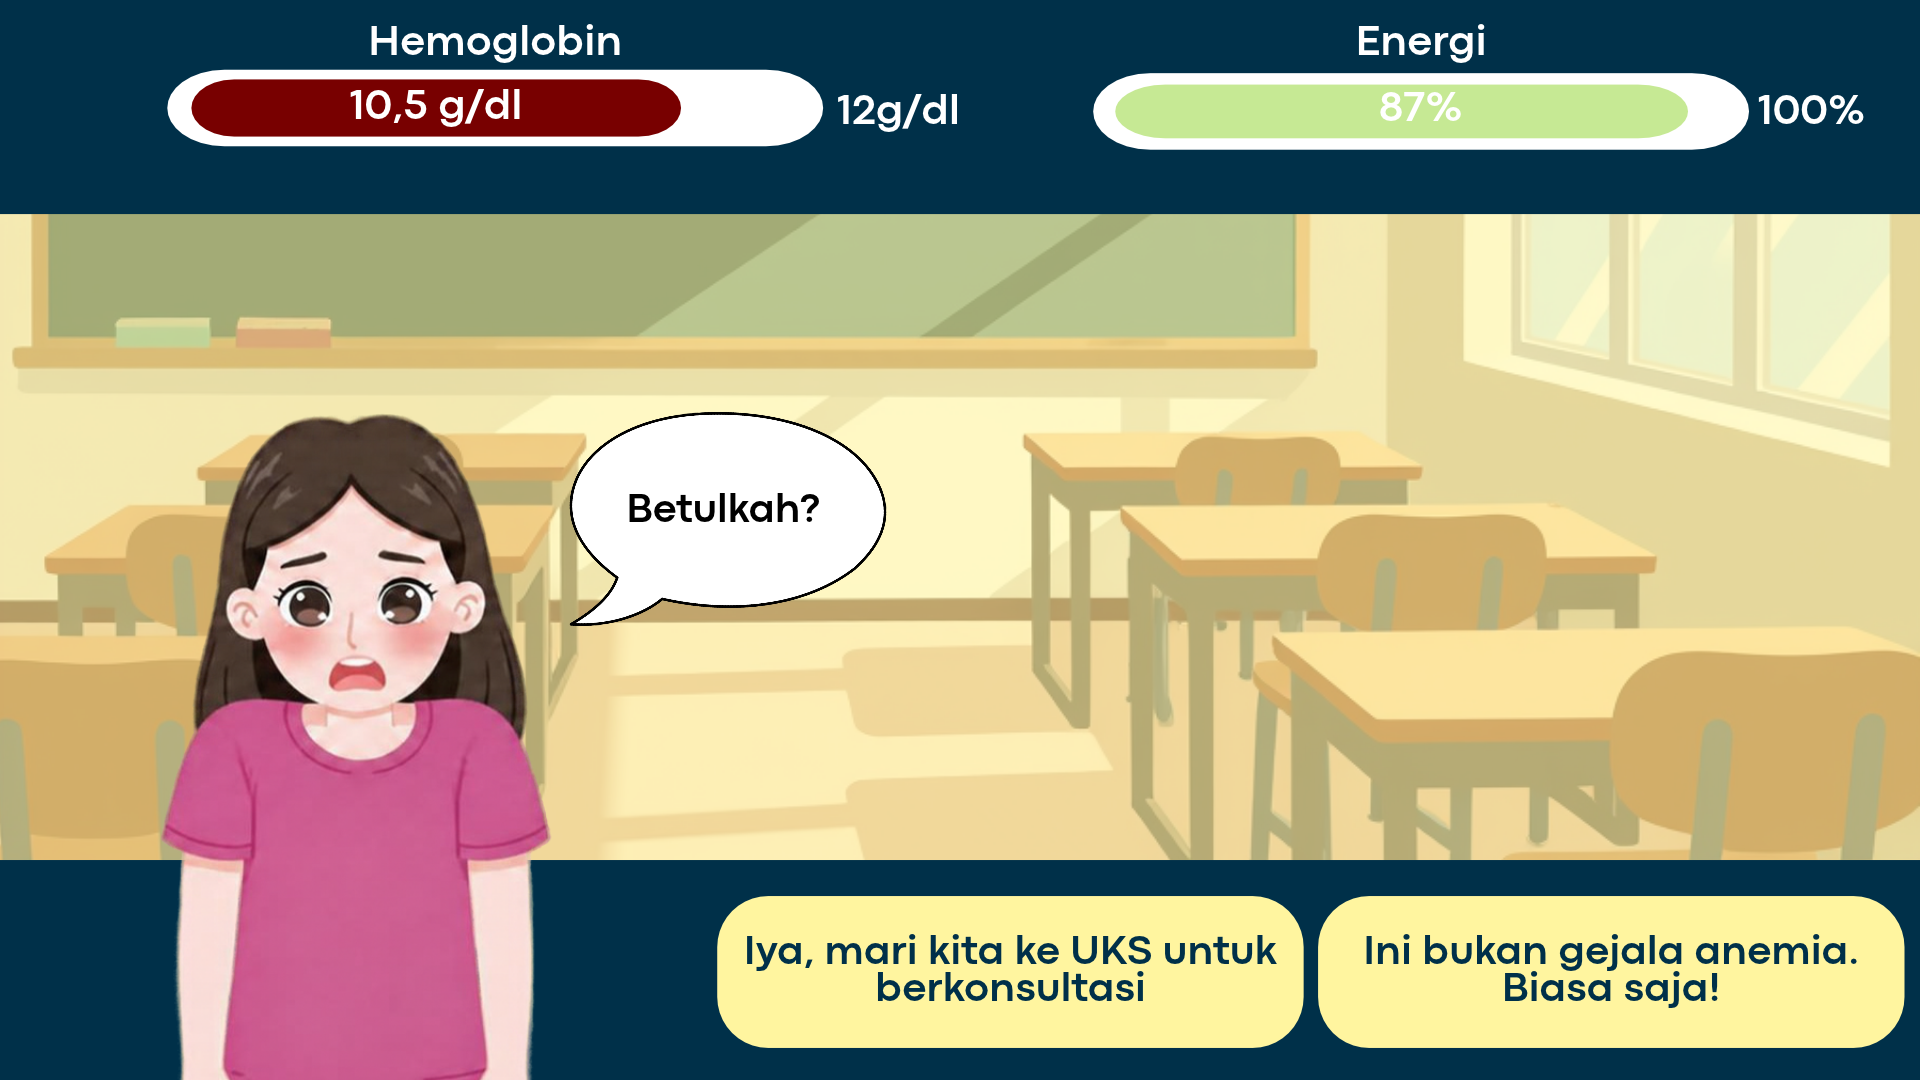 Hemoglobin
10,5 g/dl
12g/dl
Energi
87%
100%
Betulkah?
Iya, mari kita ke UKS untuk
berkonsultasi
Ini bukan gejala anemia.
Biasa saja!